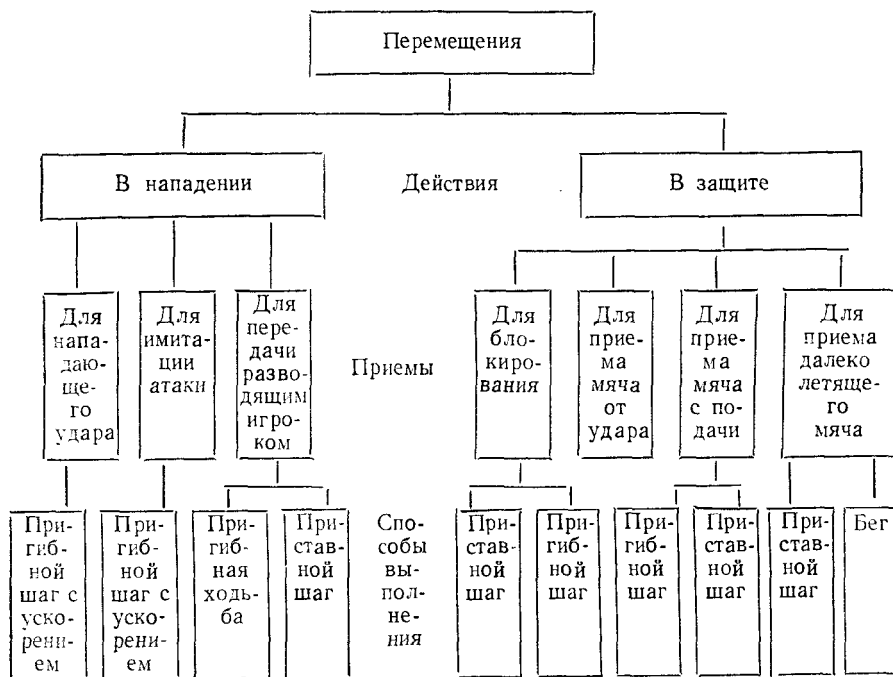 Перемещения
В нападении
Действия
В защите
Для
напа-
даю-
ще-
го
удара
Для
имита-
ции
атаки
Для
пере-
дачи
разво-
дящим
игро-
ком
Приемы
Для
бло-
киро-
вания
Для
прие-
ма
мяча
от
удара
Для
прие-
ма
мяча
с по-
дачи
Для
приема
далеко
летяще-
го
мяча
При-
гиб-
ной
шаг с
уско-
рени-
ем
При-
гиб-
ной
шаг с
уско-
рени-
ем
При-
гиб-
ная
ходь-
ба
При-
став-
ной
шаг
Спо-
собы
вы-
пол-
не-
ния
При-
став-
ной
шаг
При-
гиб-
ной
шаг
При-
гиб-
ной
шаг
При-
став-
ной
шаг
При-
став-
ной
шаг
Бег